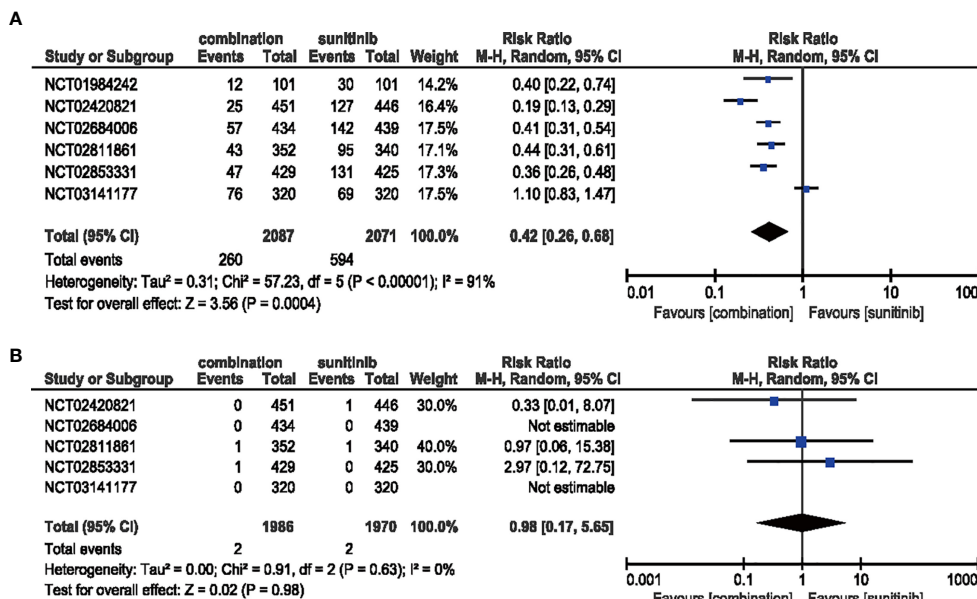 A
combination sunitinib Risk Ratio Risk Ratio
Study or Subgroup Events Total Events Total Weight M-H, Random, 95% CI M-H, Random, 95% CI
NCT01984242 12 101 30 101 14.2% 0.40 [0.22, 0.74]
NCT02420821 25 451 127 446 16.4% 0.19 [0.13, 0.29]
NCT02684006 57 434 142 439 17.5% 0.41 [0.31, 0.54]
NCT02811861 43 352 95 340 17.1% 0.44 [0.31, 0.61]
NCT02853331 47 429 131 425 17.3% 0.36 [0.26, 0.48]
NCT03141177 76 320 69 320 17.5% 1.10 [0.83, 1.47]
Total (95% CI) 2087 2071 100.0% 0.42 [0.26, 0.68]
Total events 260 594
Heterogeneity: Tau² = 0.31; Chi² = 57.23, df = 5 (P < 0.00001); I² = 91%
Test for overall effect: Z = 3.56 (P = 0.0004)
0.01 0.1 1 10 100
Favours [combination] Favours [sunitinib]
B
combination sunitinib Risk Ratio Risk Ratio
Study or Subgroup Events Total Events Total Weight M-H, Random, 95% CI M-H, Random, 95% CI
NCT02420821 0 451 1 446 30.0% 0.33 [0.01, 8.07]
NCT02684006 0 434 0 439 Not estimable
NCT02811861 1 352 1 340 40.0% 0.97 [0.06, 15.38]
NCT02853331 1 429 0 425 30.0% 2.97 [0.12, 72.75]
NCT03141177 0 320 0 320 Not estimable
Total (95% CI) 1986 1970 100.0% 0.98 [0.17, 5.65]
Total events 2 2
Heterogeneity: Tau² = 0.00; Chi² = 0.91, df = 2 (P = 0.63); I² = 0%
Test for overall effect: Z = 0.02 (P = 0.98)
0.001 0.1 1 10 1000
Favours [combination] Favours [sunitinib]